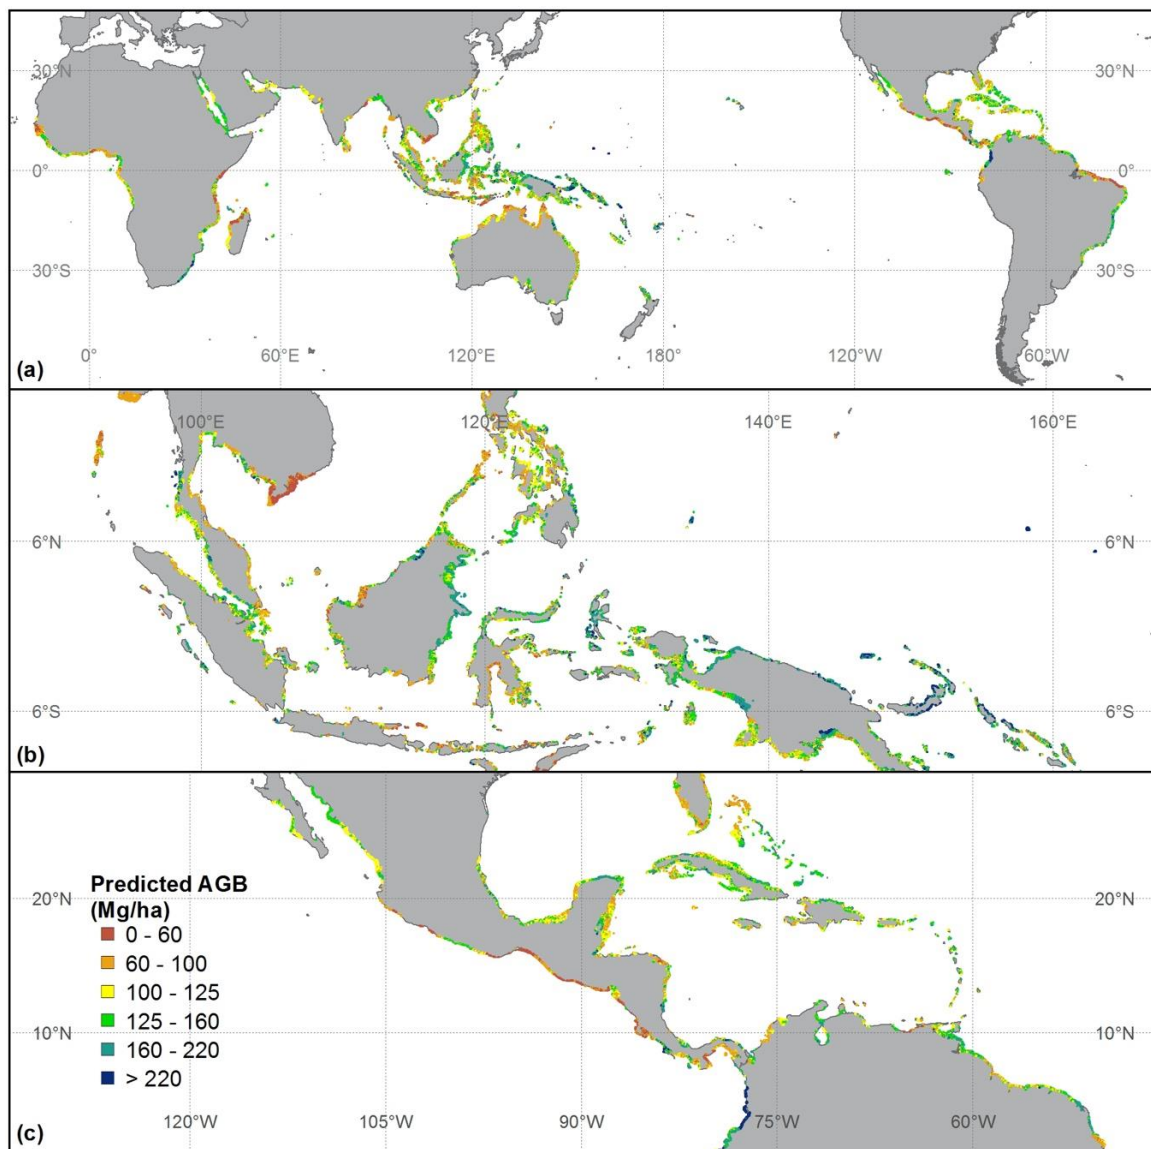 30°N
30°N
0°
0°
30°S
30°S
0°
60°E
120°E
180°
120°W
60°W
(a)
100°E
120°E
140°E
160°E
6°N
6°N
6°S
6°S
(b)
Predicted AGB
(Mg/ha)
0 - 60
60 - 100
100 - 125
125 - 160
160 - 220
> 220
20°N
20°N
10°N
10°N
120°W
105°W
90°W
75°W
60°W
(c)